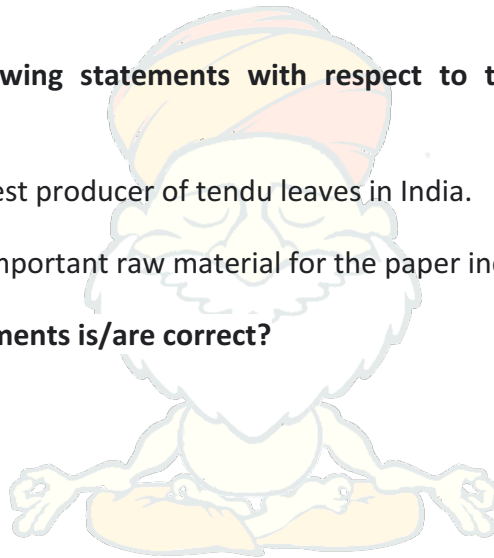 wing statements with respect to t
est producer of tendu leaves in India.
mportant raw material for the paper in
ments is/are correct?